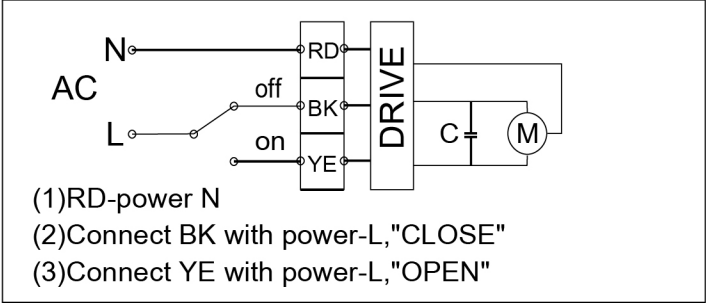 N
RD
AC
off
BK
L
on
YE
DRIVE
C
M
(1)RD-power N
(2)Connect BK with power-L,"CLOSE"
(3)Connect YE with power-L,"OPEN"